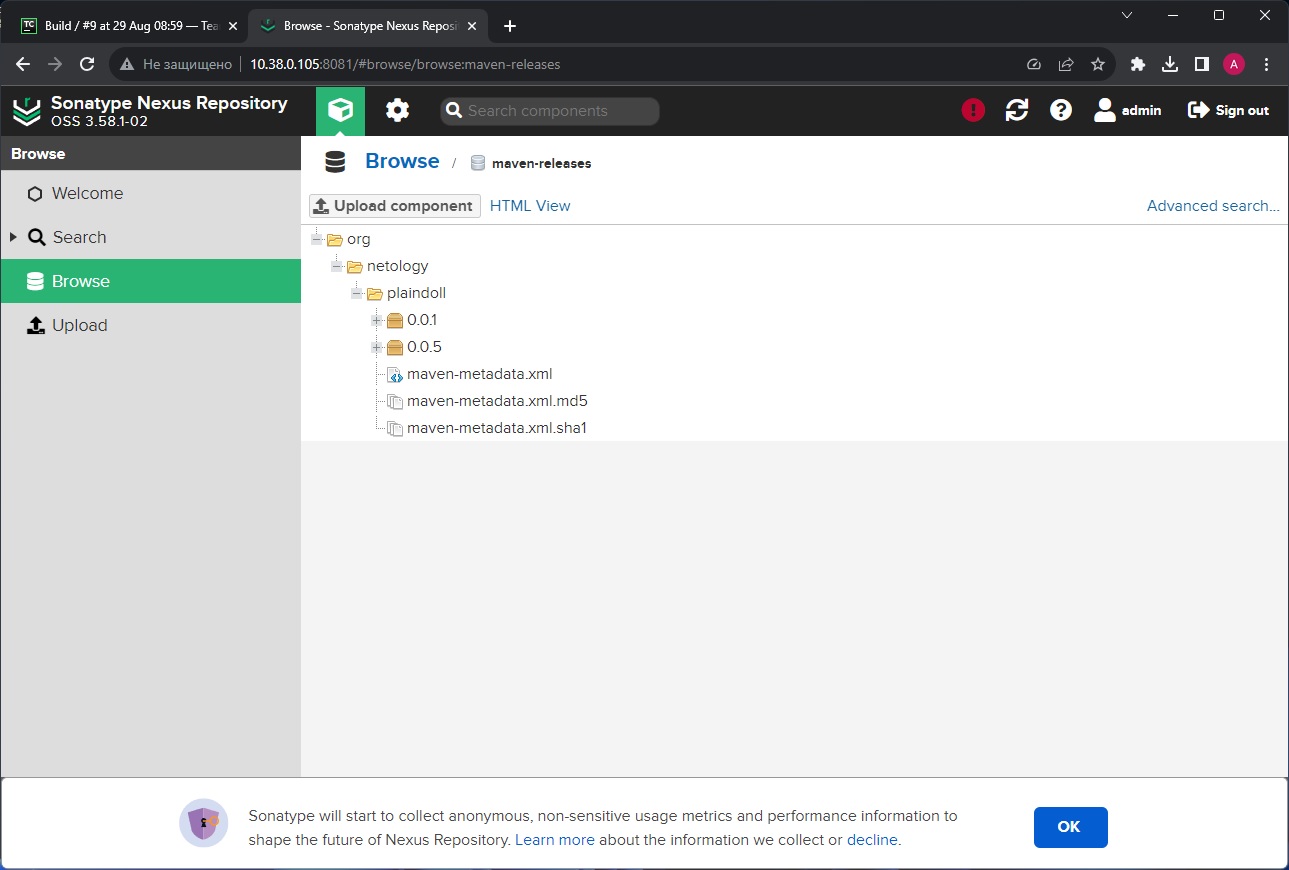 TC Build / #9 at 29 Aug 08:59 — Tea
Browse - Sonatype Nexus Reposi
Не защищено 10.38.0.105:8081/#browse/browse:maven-releases
A
Sonatype Nexus Repository
OSS 3.58.1-02
Search components
admin
Sign out
Browse
Welcome
Search
Browse
Upload
Browse / maven-releases
Upload component HTML View Advanced search...
org
netology
plaindoll
0.0.1
0.0.5
maven-metadata.xml
maven-metadata.xml.md5
maven-metadata.xml.sha1
Sonatype will start to collect anonymous, non-sensitive usage metrics and performance information to
shape the future of Nexus Repository. Learn more about the information we collect or decline.
OK